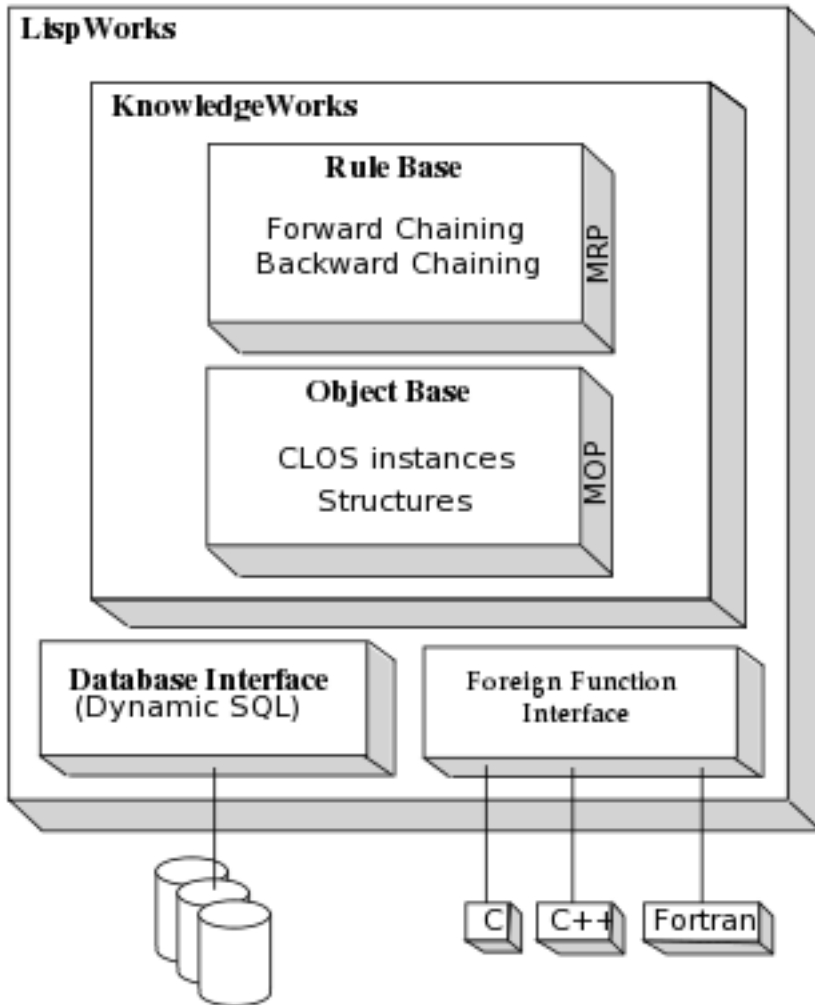 LispWorks
KnowledgeWorks
Rule Base
Forward Chaining
Backward Chaining
MRP
Object Base
CLOS instances
Structures
MOP
Database Interface
(Dynamic SQL)
Foreign Function
Interface
C
C++
Fortran